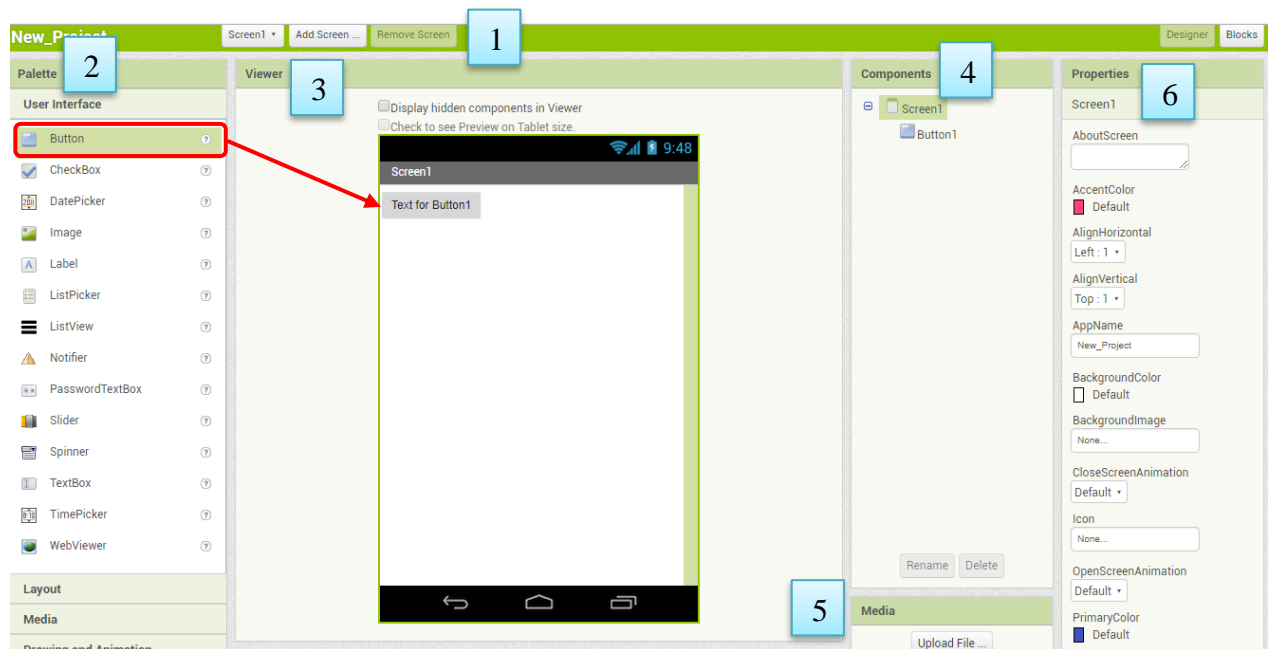 New_Project
Screen1
Add Screen ...
Remove Screen
1
Designer
Blocks
Palette
2
User Interface
Button
CheckBox
DatePicker
Image
Label
ListPicker
ListView
Notifier
PasswordTextBox
Slider
Spinner
TextBox
TimePicker
WebViewer
Layout
Media
Drawing and Animation
Viewer
3
Display hidden components in Viewer
Check to see Preview on Tablet size.
9:48
Screen1
Text for Button1
Components
4
Screen1
Button1
Rename
Delete
5
Media
Upload File ...
Properties
6
Screen1
AboutScreen
AccentColor
Default
AlignHorizontal
Left : 1
AlignVertical
Top : 1
AppName
New_Project
BackgroundColor
Default
BackgroundImage
None...
CloseScreenAnimation
Default
Icon
None...
OpenScreenAnimation
Default
PrimaryColor
Default